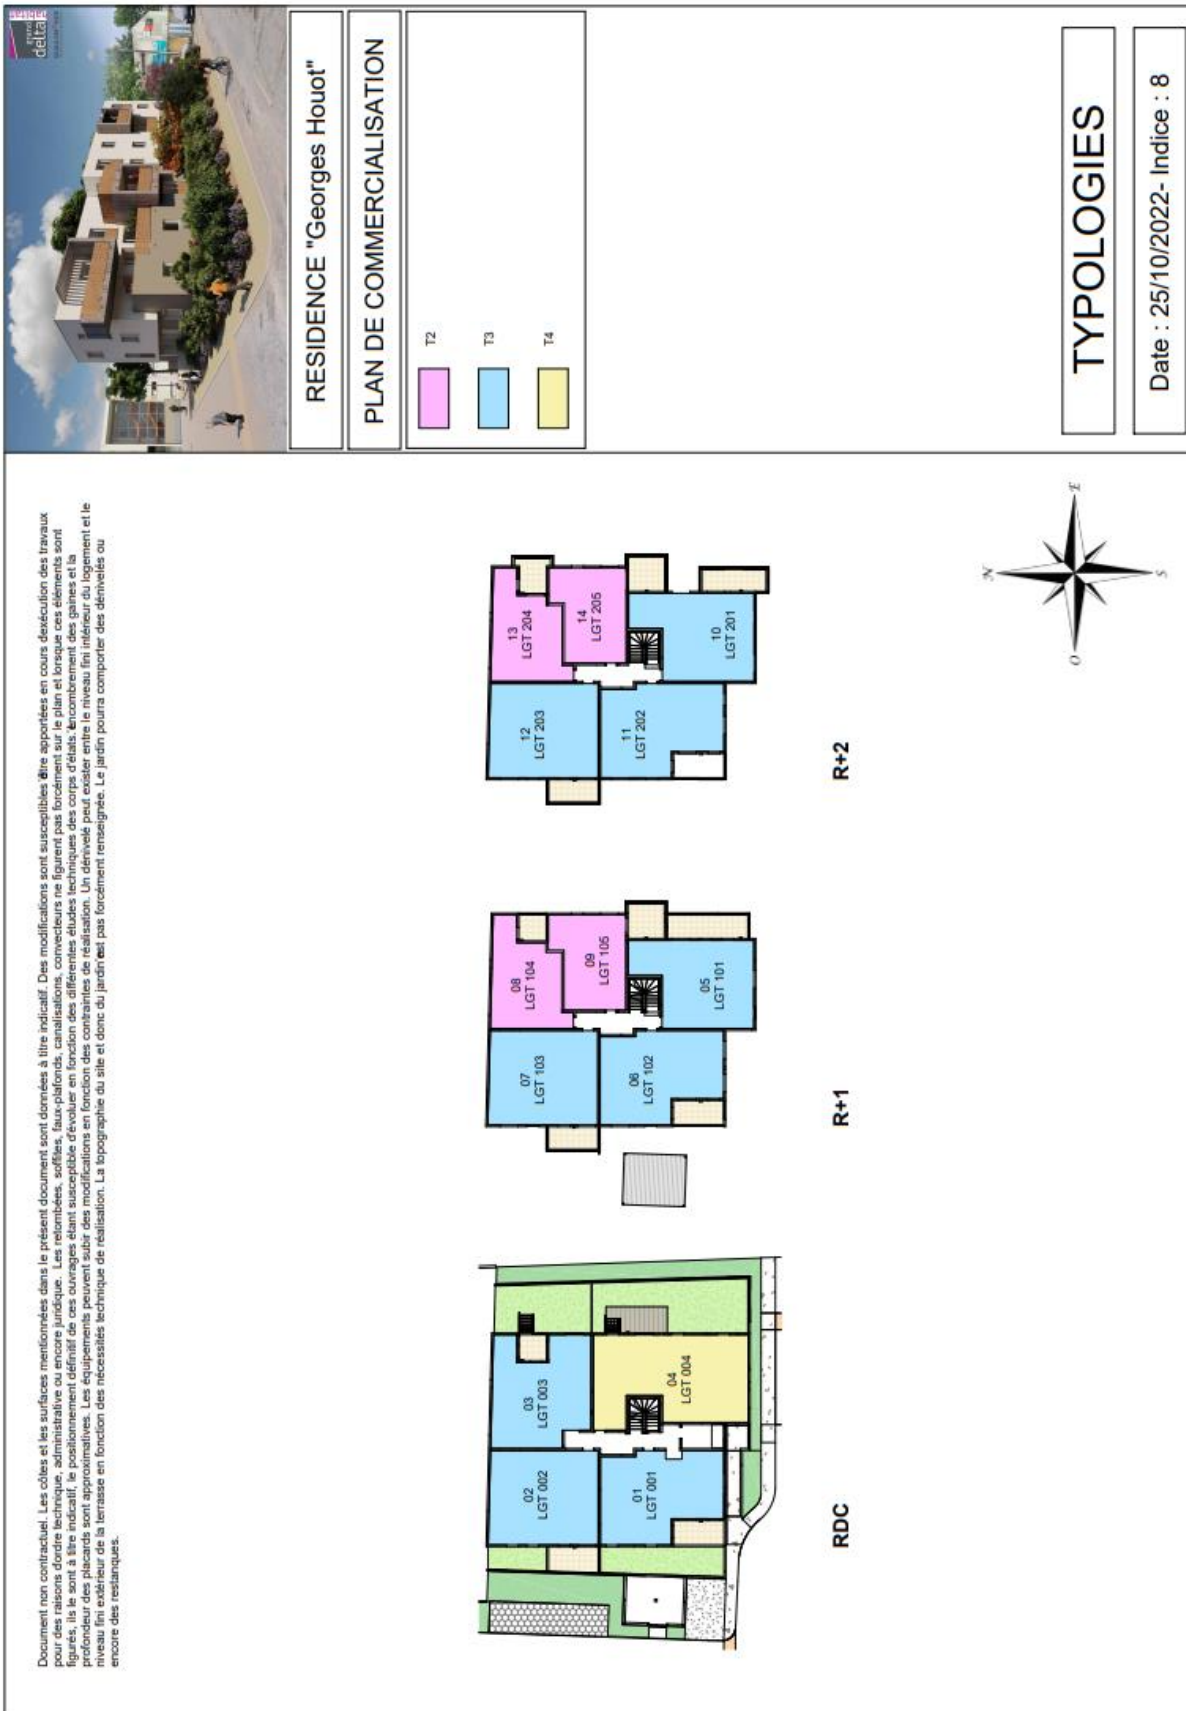 Document non contractuel. Les côtes et les surfaces mentionnées dans le présent document sont données à titre indicatif. Des modifications sont susceptibles être apportées en cours dexécution des travaux
pour des raisons d'ordre technique, administrative ou encore juridique. Les retombées, soffites, faux-plafonds, canalisations, convecteurs ne figurent pas forcément sur le plan et lorsque ces éléments sont
figurés, ils le sont à titre indicatif, le positionnement définitif de ces ouvrages étant susceptible d'évoluer en fonction des différentes études techniques des corps d'états. encombrement des gaines et la
profondeur des placards sont approximatives. Les équipements peuvent subir des modifications en fonction des contraintes de réalisation. Un dénivelé peut exister entre le niveau fini intérieur du logement et le
niveau fini extérieur de la terrasse en fonction des nécessités technique de réalisation. La topographie du site et donc du jardin est pas forcément renseignée. Le jardin pourra comporter des dénivelés ou
encore des restanques.
02
LGT 002
03
LGT 003
01
LGT 001
04
LGT 004
RDC
07
LGT 103
08
LGT 104
09
LGT 105
06
LGT 102
05
LGT 101
R+1
12
LGT 203
13
LGT 204
14
LGT 205
11
LGT 202
10
LGT 201
R+2
N
O
E
S
grand
delta
RESIDENCE "Georges Houot"
PLAN DE COMMERCIALISATION
T2
T3
T4
TYPOLOGIES
Date : 25/10/2022- Indice : 8